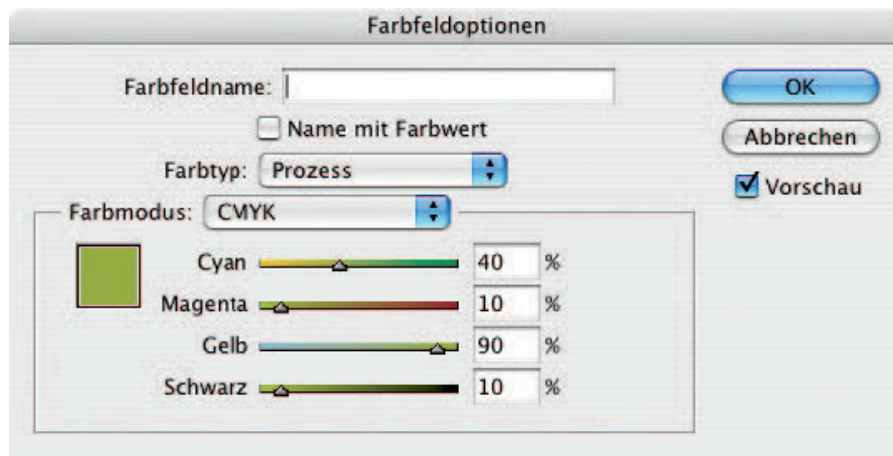 Farbfeldoptionen
Farbfeldname:
OK
Name mit Farbwert
Abbrechen
Farbtyp: Prozess
Vorschau
Farbmodus: CMYK
Cyan 40 %
Magenta 10 %
Gelb 90 %
Schwarz 10 %